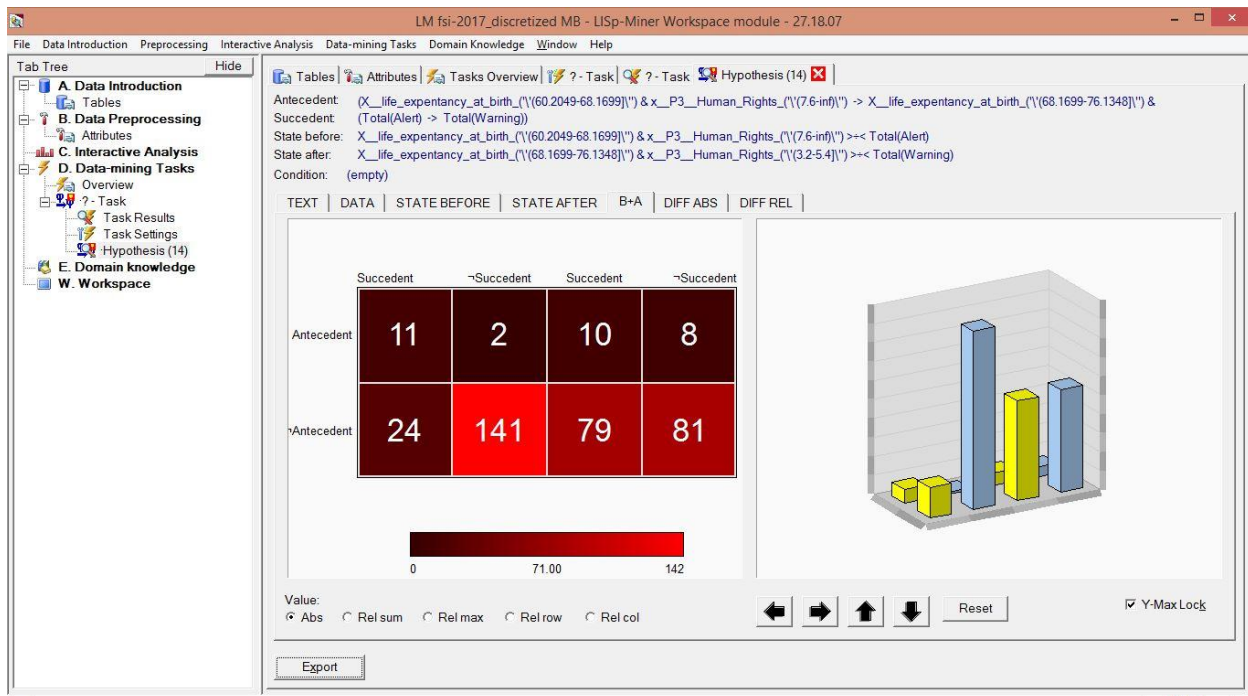 LM fsi-2017_discretized MB - LISp-Miner Workspace module - 27.18.07
File Data Introduction Preprocessing Interactive Analysis Data-mining Tasks Domain Knowledge Window Help
Tab Tree Hide
A. Data Introduction
Tables
B. Data Preprocessing
Attributes
C. Interactive Analysis
D. Data-mining Tasks
Overview
? - Task
Task Results
Task Settings
Hypothesis (14)
E. Domain knowledge
W. Workspace
Tables Attributes Tasks Overview ? - Task ? - Task Hypothesis (14)
Antecedent: (X__life_expentancy_at_birth_("\'(60.2049-68.1699]\'") & x__P3__Human_Rights_("\'(7.6-inf)\'") -> X__life_expentancy_at_birth_("\'(68.1699-76.1348]\'") &
Succedent: (Total(Alert) -> Total(Warning))
State before: X__life_expentancy_at_birth_("\'(60.2049-68.1699]\'") & x__P3__Human_Rights_("\'(7.6-inf)\'") >÷< Total(Alert)
State after: X__life_expentancy_at_birth_("\'(68.1699-76.1348]\'") & x__P3__Human_Rights_("\'(3.2-5.4]\'") >÷< Total(Warning)
Condition: (empty)
TEXT DATA STATE BEFORE STATE AFTER B+A DIFF ABS DIFF REL
Succedent ¬Succedent Succedent ¬Succedent
Antecedent 11 2 10 8
¬Antecedent 24 141 79 81
0 71.00 142
Value:
Abs Rel sum Rel max Rel row Rel col
Reset
Y-Max Lock
Export